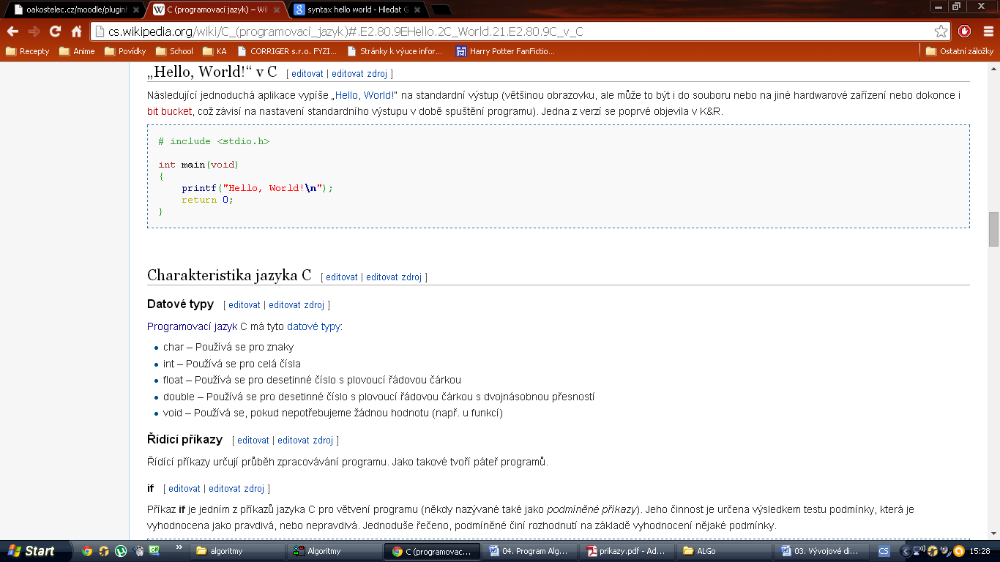 oakostelec.cz/moodle/pluginf
C (programovací jazyk) – Wik
syntax hello world - Hledat G
cs.wikipedia.org/wiki/C_(programovací_jazyk)#.E2.80.9EHello.2C_World.21.E2.80.9C_v_C
Recepty Anime Povídky School KA CORRIGER s.r.o. FYZI... Stránky k výuce infor... Harry Potter FanFictio... Ostatní záložky
„Hello, World!“ v C [ editovat | editovat zdroj ]
Následující jednoduchá aplikace vypíše „Hello, World!“ na standardní výstup (většinou obrazovku, ale může to být i do souboru nebo na jiné hardwarové zařízení nebo dokonce i
bit bucket, což závisí na nastavení standardního výstupu v době spuštění programu). Jedna z verzí se poprvé objevila v K&R.
# include <stdio.h>
int main(void)
{
printf("Hello, World!\n");
return 0;
}
Charakteristika jazyka C [ editovat | editovat zdroj ]
Datové typy [ editovat | editovat zdroj ]
Programovací jazyk C má tyto datové typy:
char – Používá se pro znaky
int – Používá se pro celá čísla
float – Používá se pro desetinné číslo s plovoucí řádovou čárkou
double – Používá se pro desetinné číslo s plovoucí řádovou čárkou s dvojnásobnou přesností
void – Používá se, pokud nepotřebujeme žádnou hodnotu (např. u funkcí)
Řídící příkazy [ editovat | editovat zdroj ]
Řídící příkazy určují průběh zpracovávání programu. Jako takové tvoří páteř programů.
if [ editovat | editovat zdroj ]
Příkaz if je jedním z příkazů jazyka C pro větvení programu (někdy nazývané také jako podmíněné příkazy). Jeho činnost je určena výsledkem testu podmínky, která je
vyhodnocena jako pravdivá, nebo nepravdivá. Jednoduše řečeno, podmíněné činí rozhodnutí na základě vyhodnocení nějaké podmínky.
Start » algoritmy Algoritmy C (programovac... 04. Program Alg... prikazy.pdf - Ad... ALGo 03. Vývojové di... CS 15:28